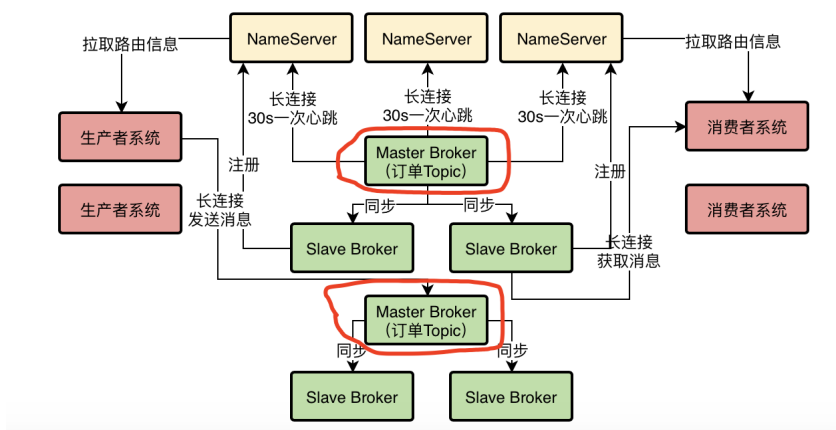 NameServer
NameServer
NameServer
拉取路由信息
拉取路由信息
长连接
30s一次心跳
长连接
30s一次心跳
长连接
30s一次心跳
生产者系统
消费者系统
Master Broker
(订单Topic)
注册
注册
生产者系统
消费者系统
长连接
发送消息
同步
同步
Slave Broker
Slave Broker
长连接
获取消息
Master Broker
(订单Topic)
同步
同步
Slave Broker
Slave Broker